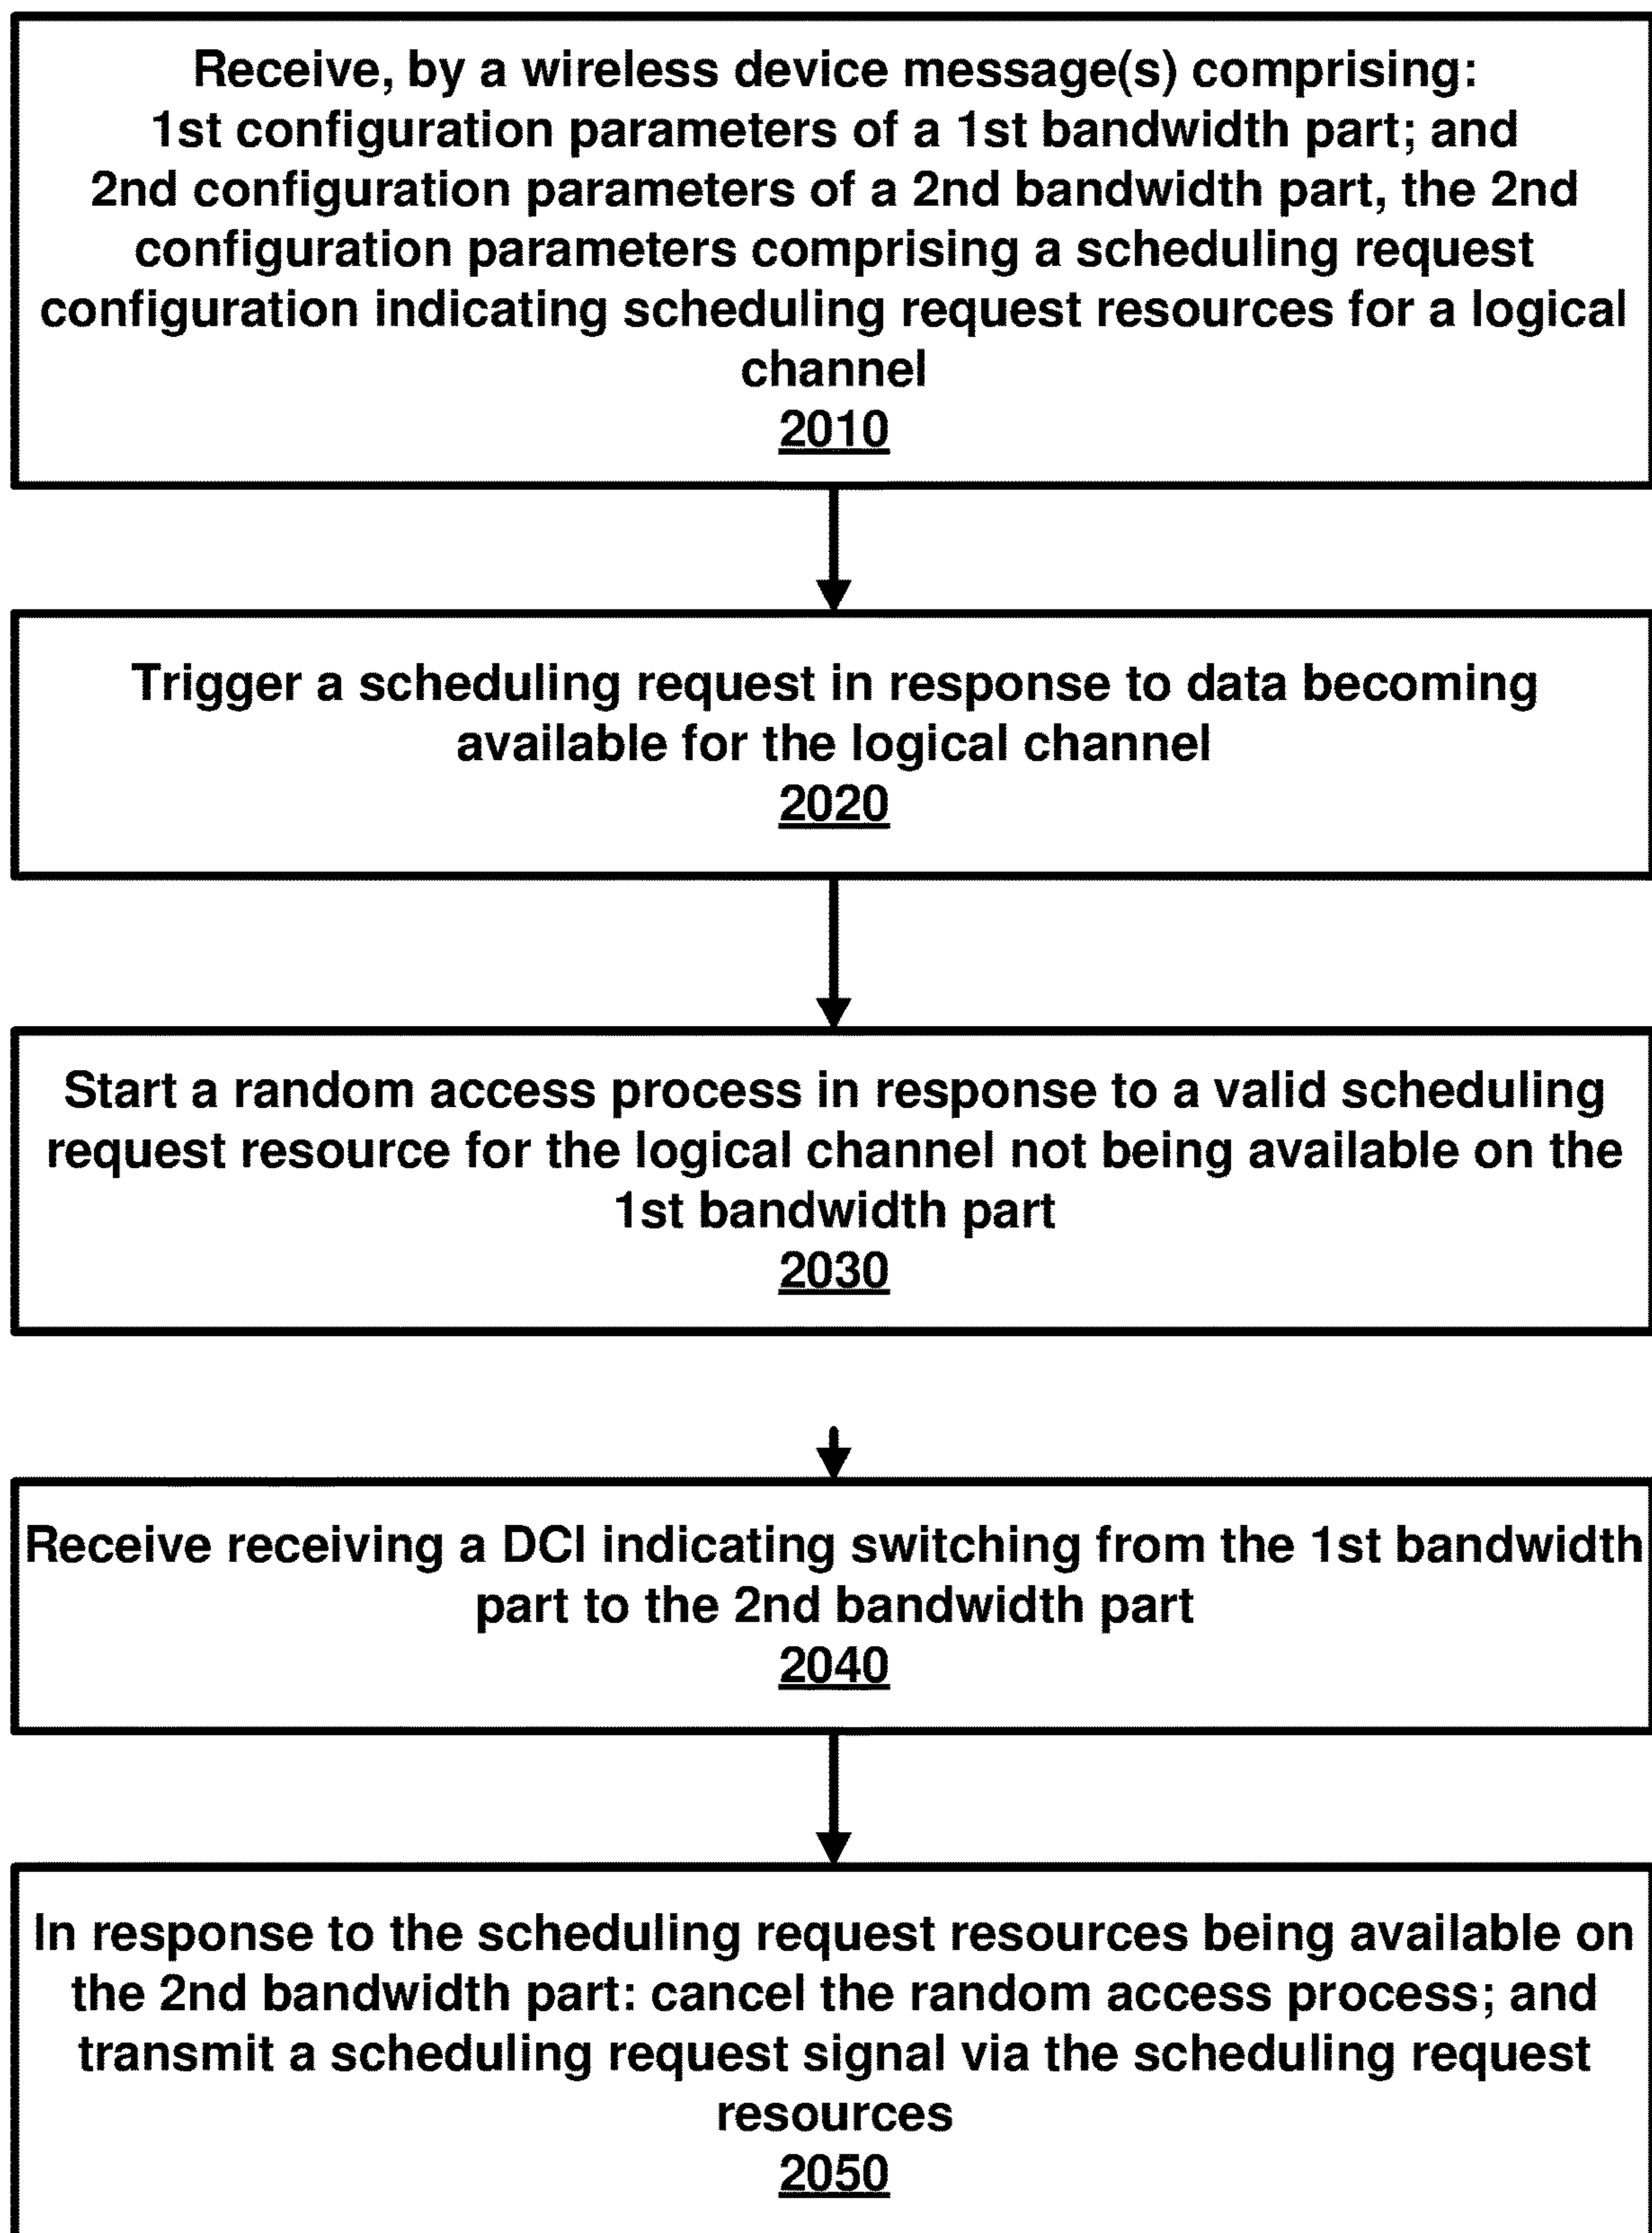 Receive, by a wireless device message(s) comprising:
1st configuration parameters of a 1st bandwidth part; and
2nd configuration parameters of a 2nd bandwidth part, the 2nd
configuration parameters comprising a scheduling request
configuration indicating scheduling request resources for a logical
channel
2010
Trigger a scheduling request in response to data becoming
available for the logical channel
2020
Start a random access process in response to a valid scheduling
request resource for the logical channel not being available on the
1st bandwidth part
2030
Receive receiving a DCI indicating switching from the 1st bandwidth
part to the 2nd bandwidth part
2040
In response to the scheduling request resources being available on
the 2nd bandwidth part: cancel the random access process; and
transmit a scheduling request signal via the scheduling request
resources
2050